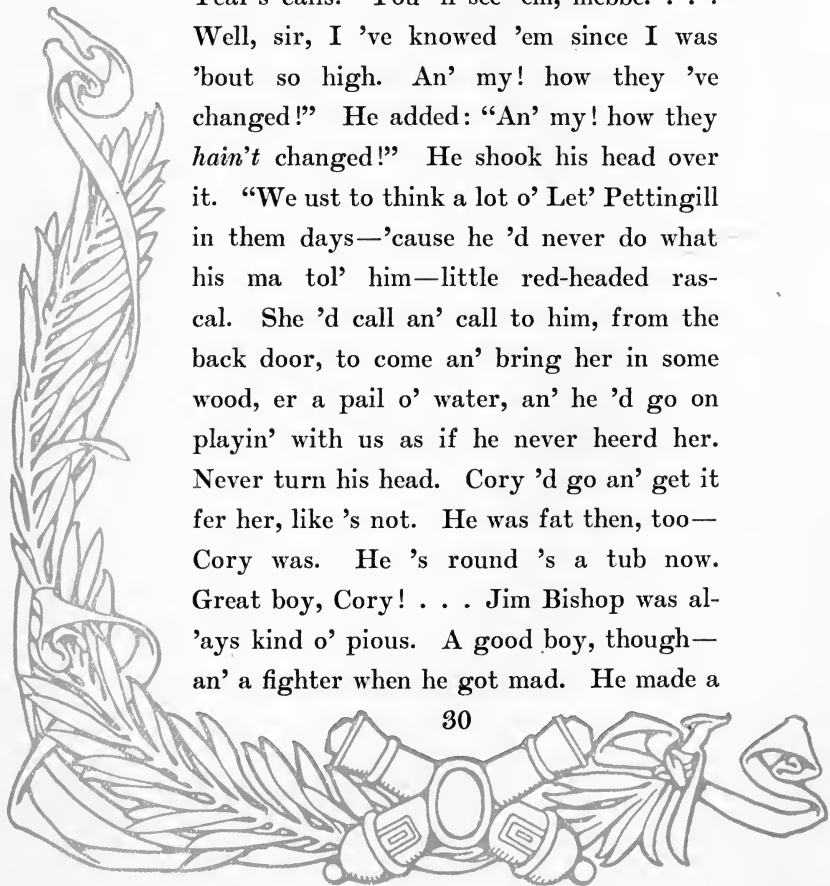 Year's calls. You 'll see 'em, mebbe. . . .
Well, sir, I 've knowed 'em since I was
'bout so high. An' my! how they 've
changed!” He added: “An' my! how they
hain't changed!” He shook his head over
it. “We ust to think a lot o' Let' Pettingill
in them days—'cause he 'd never do what
his ma tol' him—little red-headed ras-
cal. She 'd call an' call to him, from the
back door, to come an' bring her in some
wood, er a pail o' water, an' he 'd go on
playin' with us as if he never heerd her.
Never turn his head. Cory 'd go an' get it
fer her, like 's not. He was fat then, too—
Cory was. He 's round 's a tub now.
Great boy, Cory! . . . Jim Bishop was al-
'ays kind o' pious. A good boy, though—
an' a fighter when he got mad. He made a
30